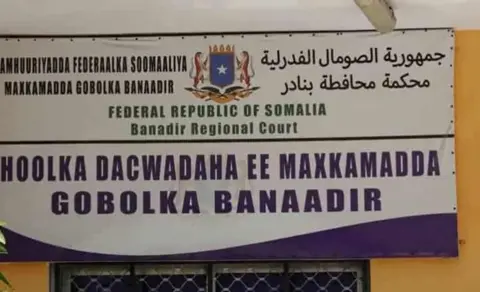 AMHUURIYADDA FEDERAALKA SOOMAALIYA
MAXKAMADDA GOBOLKA BANAADIR
جمهورية الصومال الفدرلية
محكمة محافطة بنادر
FEDERAL REPUBLIC OF SOMALIA
Banadir Regional Court
HOOLKA DACWADAHA EE MAXKAMADDA
GOBOLKA BANAADIR